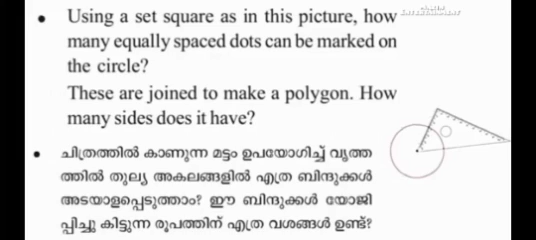 Using a set square as in this picture, how
many equally spaced dots can be marked on
the circle?
These are joined to make a polygon. How
many sides does it have?
ചിത്രത്തിൽ കാണുന്ന മട്ടം ഉപയോഗിച്ച് വൃത്ത
ത്തിൽ തുല്യ അകലങ്ങളിൽ എത്ര ബിന്ദുക്കൾ
അടയാളപ്പെടുത്താം? ഈ ബിന്ദുക്കൾ യോജി
പ്പിച്ചു കിട്ടുന്ന രൂപത്തിന് എത്ര വശങ്ങൾ ഉണ്ട്?